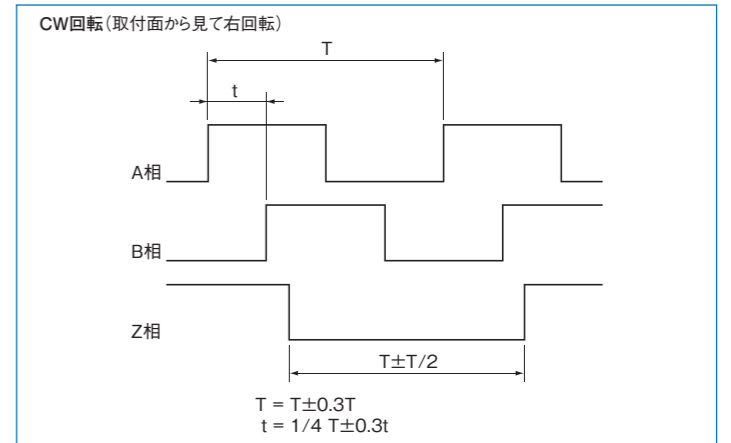 CW回転(取付面から見て右回転)
T
t
A相
B相
Z相
T±T/2
T = T±0.3T
t = 1/4 T±0.3t